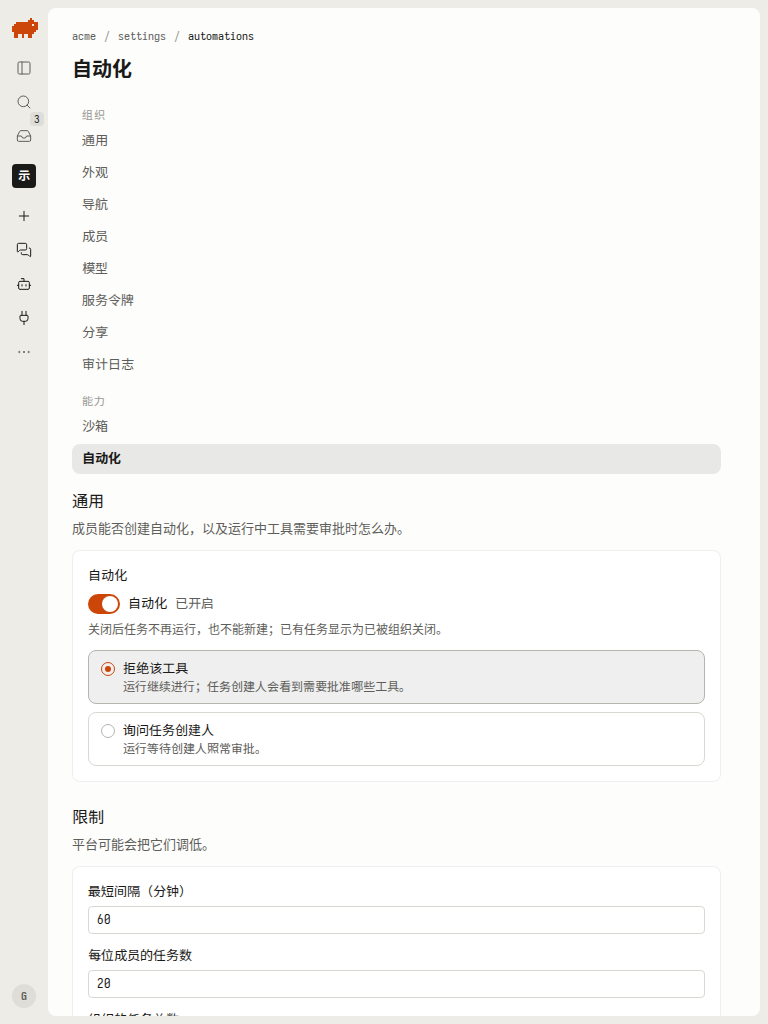 acme / settings / automations
自动化
3
示
G
组织
通用
外观
导航
成员
模型
服务令牌
分享
审计日志
能力
沙箱
自动化
通用
成员能否创建自动化，以及运行中工具需要审批时怎么办。
自动化
自动化 已开启
关闭后任务不再运行，也不能新建；已有任务显示为已被组织关闭。
拒绝该工具
运行继续进行；任务创建人会看到需要批准哪些工具。
询问任务创建人
运行等待创建人照常审批。
限制
平台可能会把它们调低。
最短间隔（分钟）
60
每位成员的任务数
20